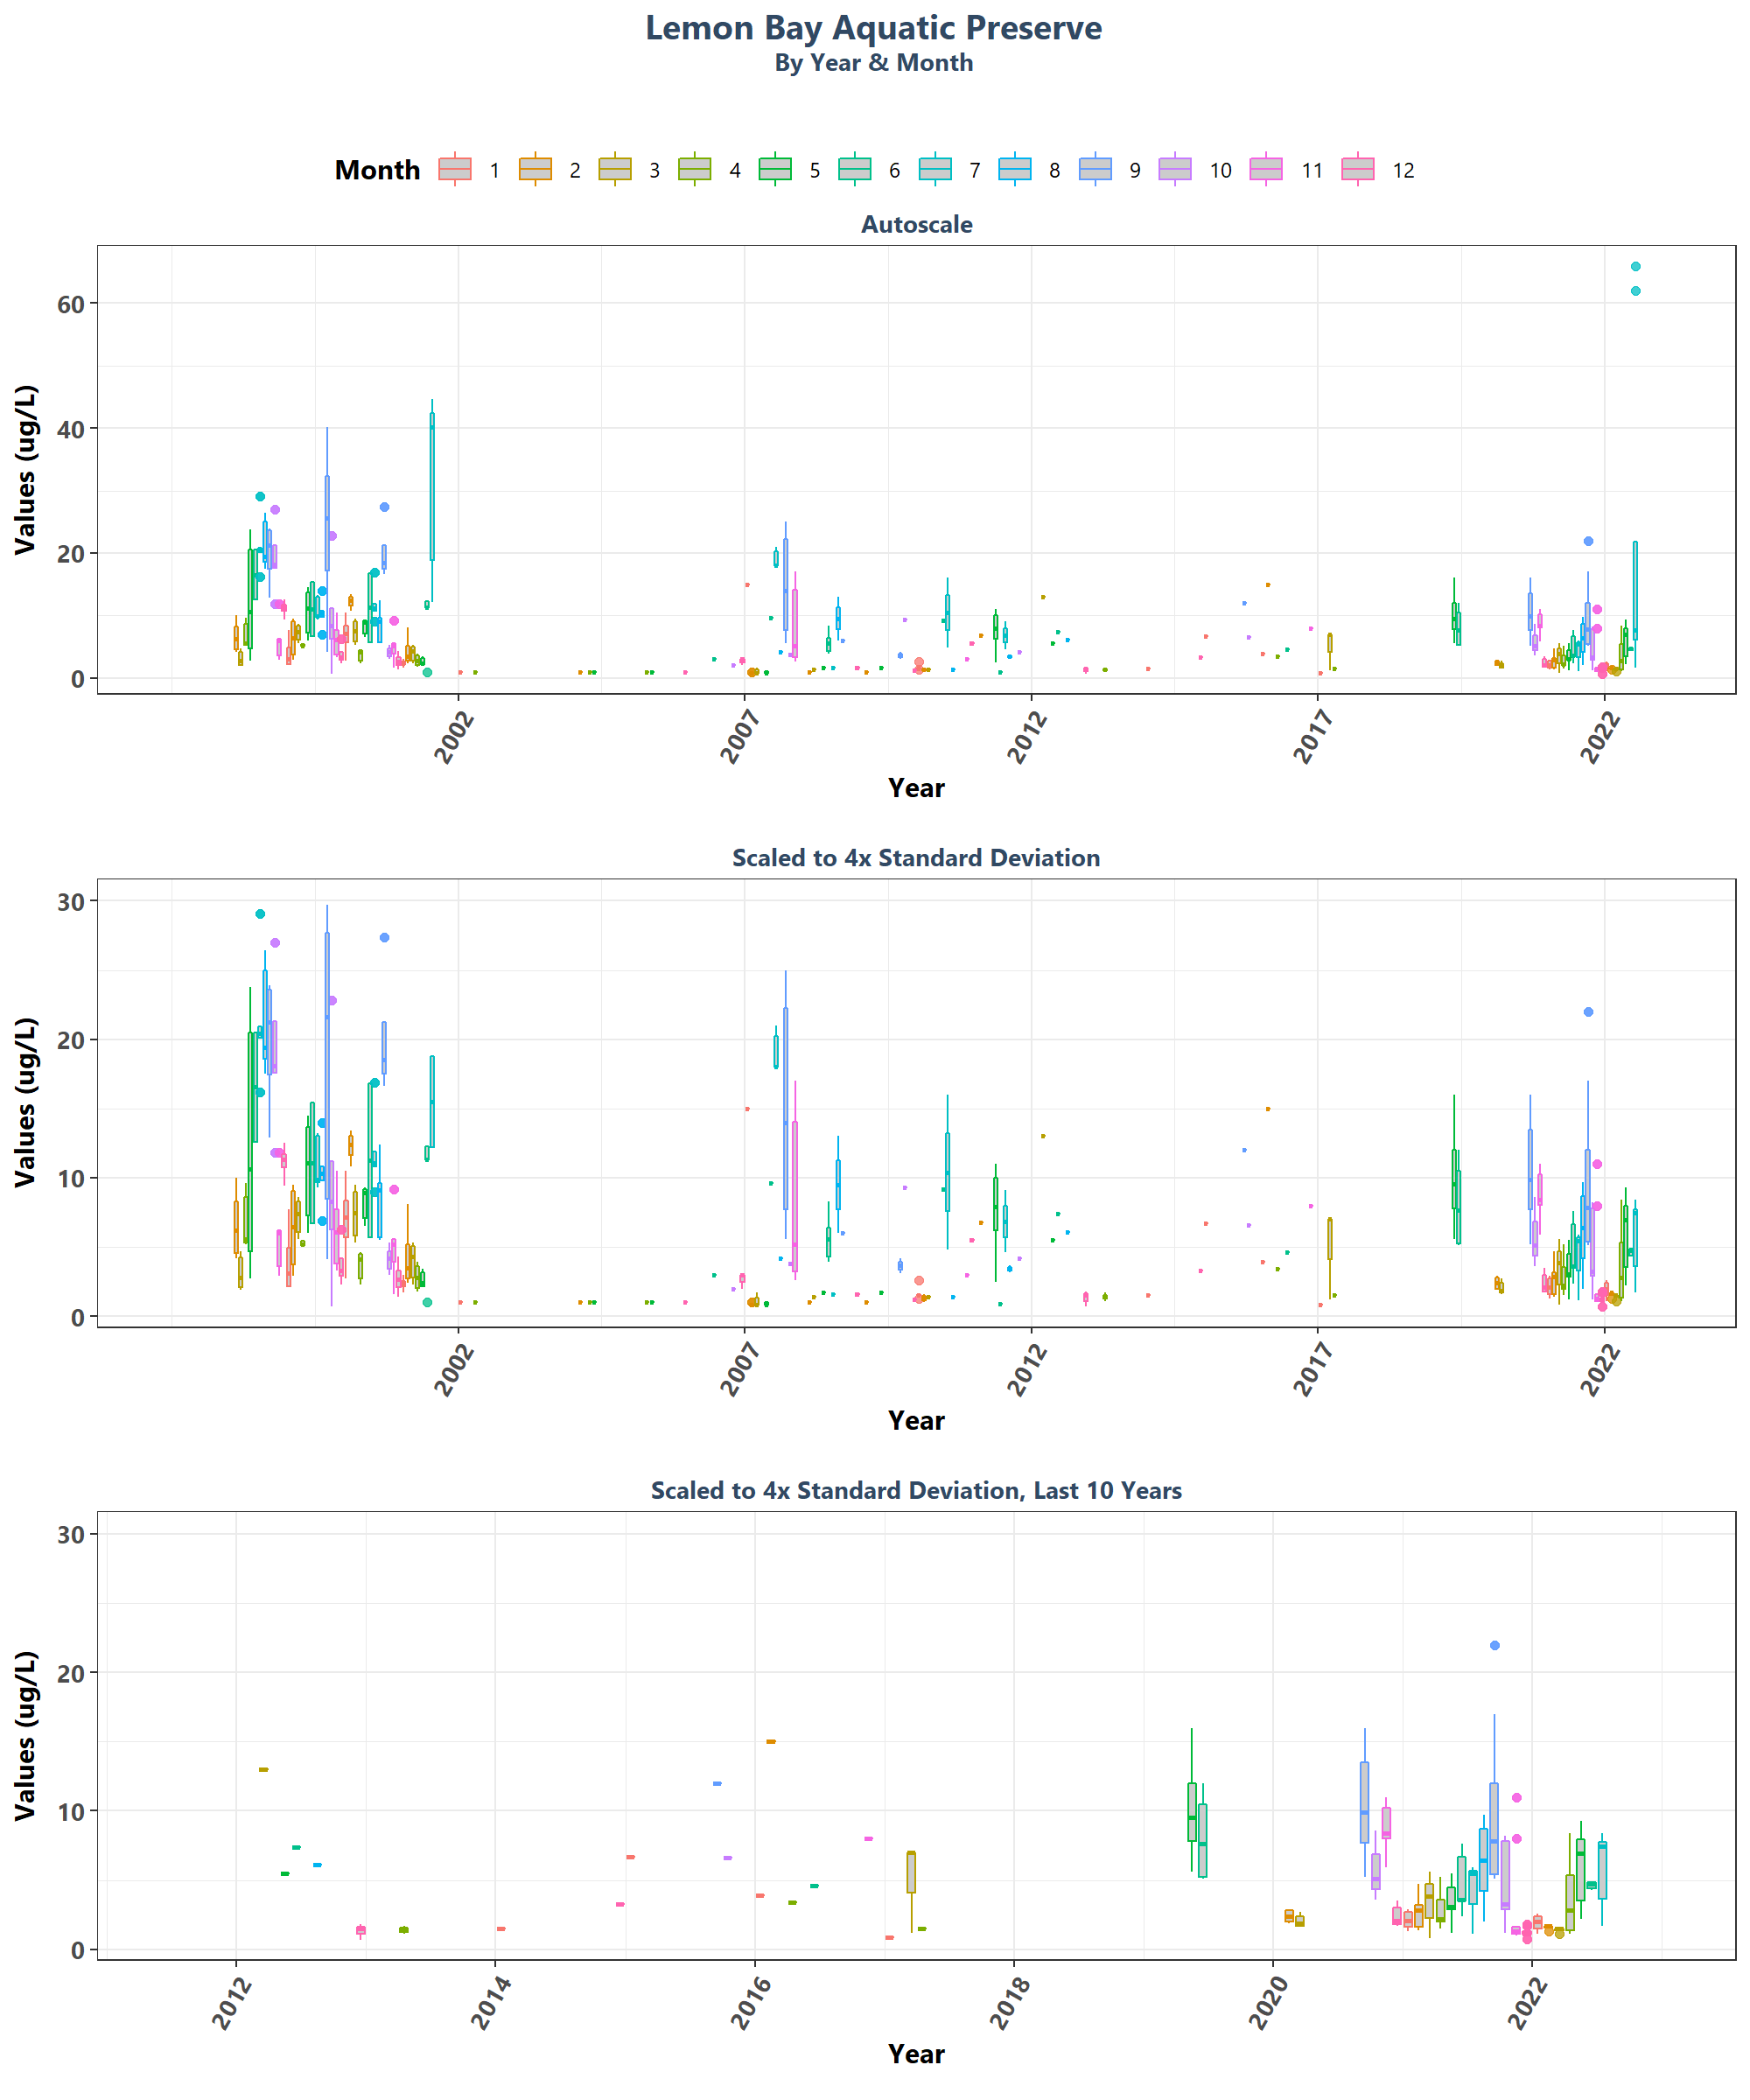 Lemon Bay Aquatic Preserve
By Year & Month
Month 1 2 3 4 5 6 7 8 9 10 11 12
Autoscale
Values (ug/L)
60
40
20
0
2002 2007 2012 2017 2022
Year
Scaled to 4x Standard Deviation
Values (ug/L)
30
20
10
0
2002 2007 2012 2017 2022
Year
Scaled to 4x Standard Deviation, Last 10 Years
Values (ug/L)
30
20
10
0
2012 2014 2016 2018 2020 2022
Year